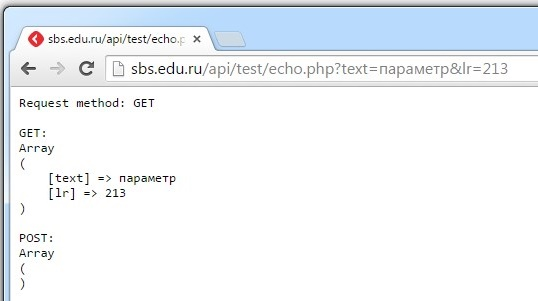 sbs.edu.ru/api/test/echo.p
sbs.edu.ru/api/test/echo.php?text=параметр&lr=213
Request method: GET
GET:
Array
(
[text] => параметр
[lr] => 213
)
POST:
Array
(
)